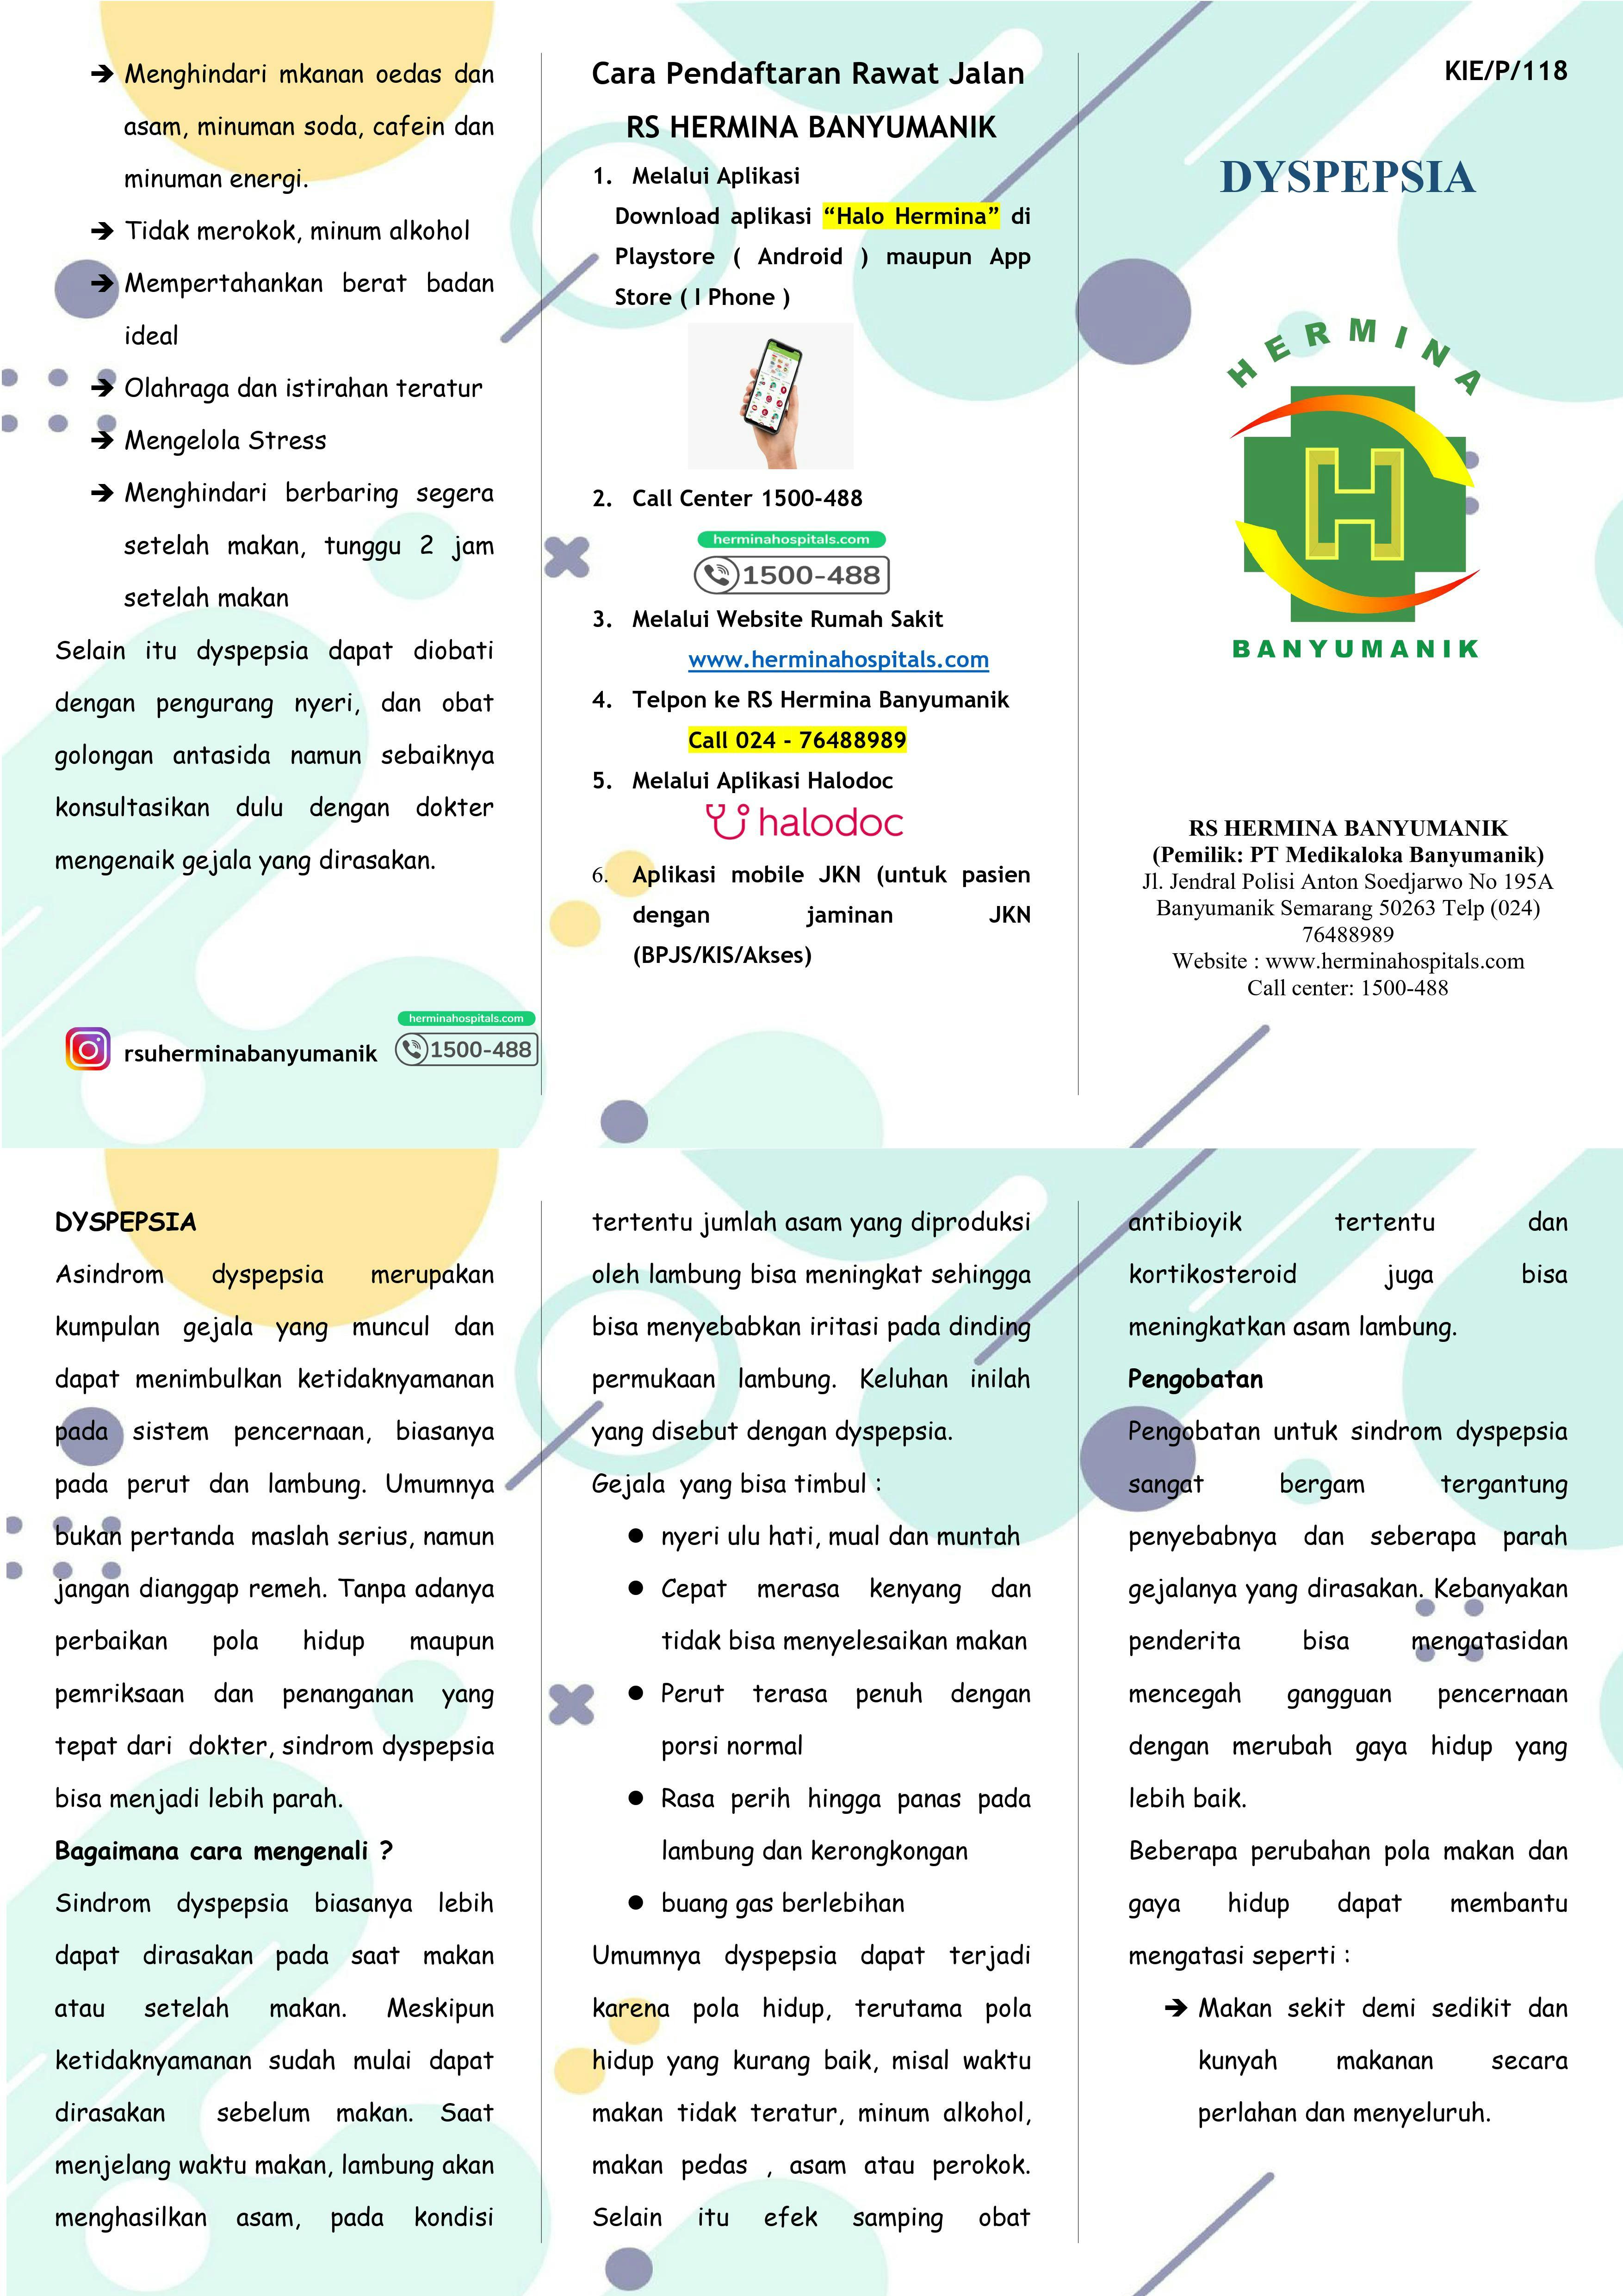 ➔ Menghindari mkanan oedas dan
asam, minuman soda, cafein dan
minuman energi.
➔ Tidak merokok, minum alkohol
➔ Mempertahankan berat badan
ideal
➔ Olahraga dan istirahan teratur
➔ Mengelola Stress
➔ Menghindari berbaring segera
setelah makan, tunggu 2 jam
setelah makan
Selain itu dyspepsia dapat diobati
dengan pengurang nyeri, dan obat
golongan antasida namun sebaiknya
konsultasikan dulu dengan dokter
mengenaik gejala yang dirasakan.
rsuherminabanyumanik
herminahospitals.com
1500-488
Cara Pendaftaran Rawat Jalan
RS HERMINA BANYUMANIK
1. Melalui Aplikasi
Download aplikasi “Halo Hermina” di
Playstore ( Android ) maupun App
Store ( I Phone )
2. Call Center 1500-488
herminahospitals.com
1500-488
3. Melalui Website Rumah Sakit
www.herminahospitals.com
4. Telpon ke RS Hermina Banyumanik
Call 024 - 76488989
5. Melalui Aplikasi Halodoc
halodoc
6. Aplikasi mobile JKN (untuk pasien
dengan jaminan JKN
(BPJS/KIS/Akses)
KIE/P/118
DYSPEPSIA
HERMINA
H
BANYUMANIK
RS HERMINA BANYUMANIK
(Pemilik: PT Medikaloka Banyumanik)
Jl. Jendral Polisi Anton Soedjarwo No 195A
Banyumanik Semarang 50263 Telp (024)
76488989
Website : www.herminahospitals.com
Call center: 1500-488
DYSPEPSIA
Asindrom dyspepsia merupakan
kumpulan gejala yang muncul dan
dapat menimbulkan ketidaknyamanan
pada sistem pencernaan, biasanya
pada perut dan lambung. Umumnya
bukan pertanda maslah serius, namun
jangan dianggap remeh. Tanpa adanya
perbaikan pola hidup maupun
pemriksaan dan penanganan yang
tepat dari dokter, sindrom dyspepsia
bisa menjadi lebih parah.
Bagaimana cara mengenali ?
Sindrom dyspepsia biasanya lebih
dapat dirasakan pada saat makan
atau setelah makan. Meskipun
ketidaknyamanan sudah mulai dapat
dirasakan sebelum makan. Saat
menjelang waktu makan, lambung akan
menghasilkan asam, pada kondisi
tertentu jumlah asam yang diproduksi
oleh lambung bisa meningkat sehingga
bisa menyebabkan iritasi pada dinding
permukaan lambung. Keluhan inilah
yang disebut dengan dyspepsia.
Gejala yang bisa timbul :
● nyeri ulu hati, mual dan muntah
● Cepat merasa kenyang dan
tidak bisa menyelesaikan makan
● Perut terasa penuh dengan
porsi normal
● Rasa perih hingga panas pada
lambung dan kerongkongan
● buang gas berlebihan
Umumnya dyspepsia dapat terjadi
karena pola hidup, terutama pola
hidup yang kurang baik, misal waktu
makan tidak teratur, minum alkohol,
makan pedas , asam atau perokok.
Selain itu efek samping obat
antibioyik tertentu dan
kortikosteroid juga bisa
meningkatkan asam lambung.
Pengobatan
Pengobatan untuk sindrom dyspepsia
sangat bergam tergantung
penyebabnya dan seberapa parah
gejalanya yang dirasakan. Kebanyakan
penderita bisa mengatasidan
mencegah gangguan pencernaan
dengan merubah gaya hidup yang
lebih baik.
Beberapa perubahan pola makan dan
gaya hidup dapat membantu
mengatasi seperti :
➔ Makan sekit demi sedikit dan
kunyah makanan secara
perlahan dan menyeluruh.